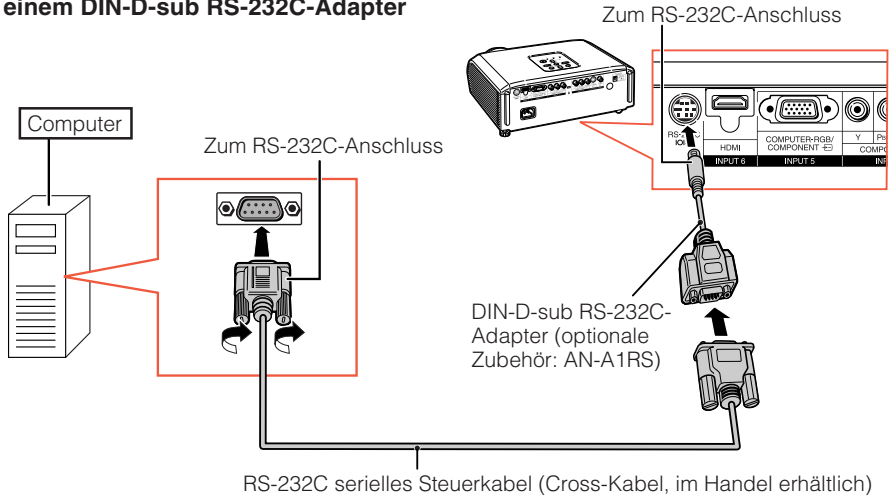 einem DIN-D-sub RS-232C-Adapter
Zum RS-232C-Anschluss
Computer
Zum RS-232C-Anschluss
HDMI
INPUT 6
COMPUTER-RGB/
COMPONENT
INPUT 5
Y
DIN-D-sub RS-232C-
Adapter (optionale
Zubehör: AN-A1RS)
RS-232C serielles Steuerkabel (Cross-Kabel, im Handel erhältlich)